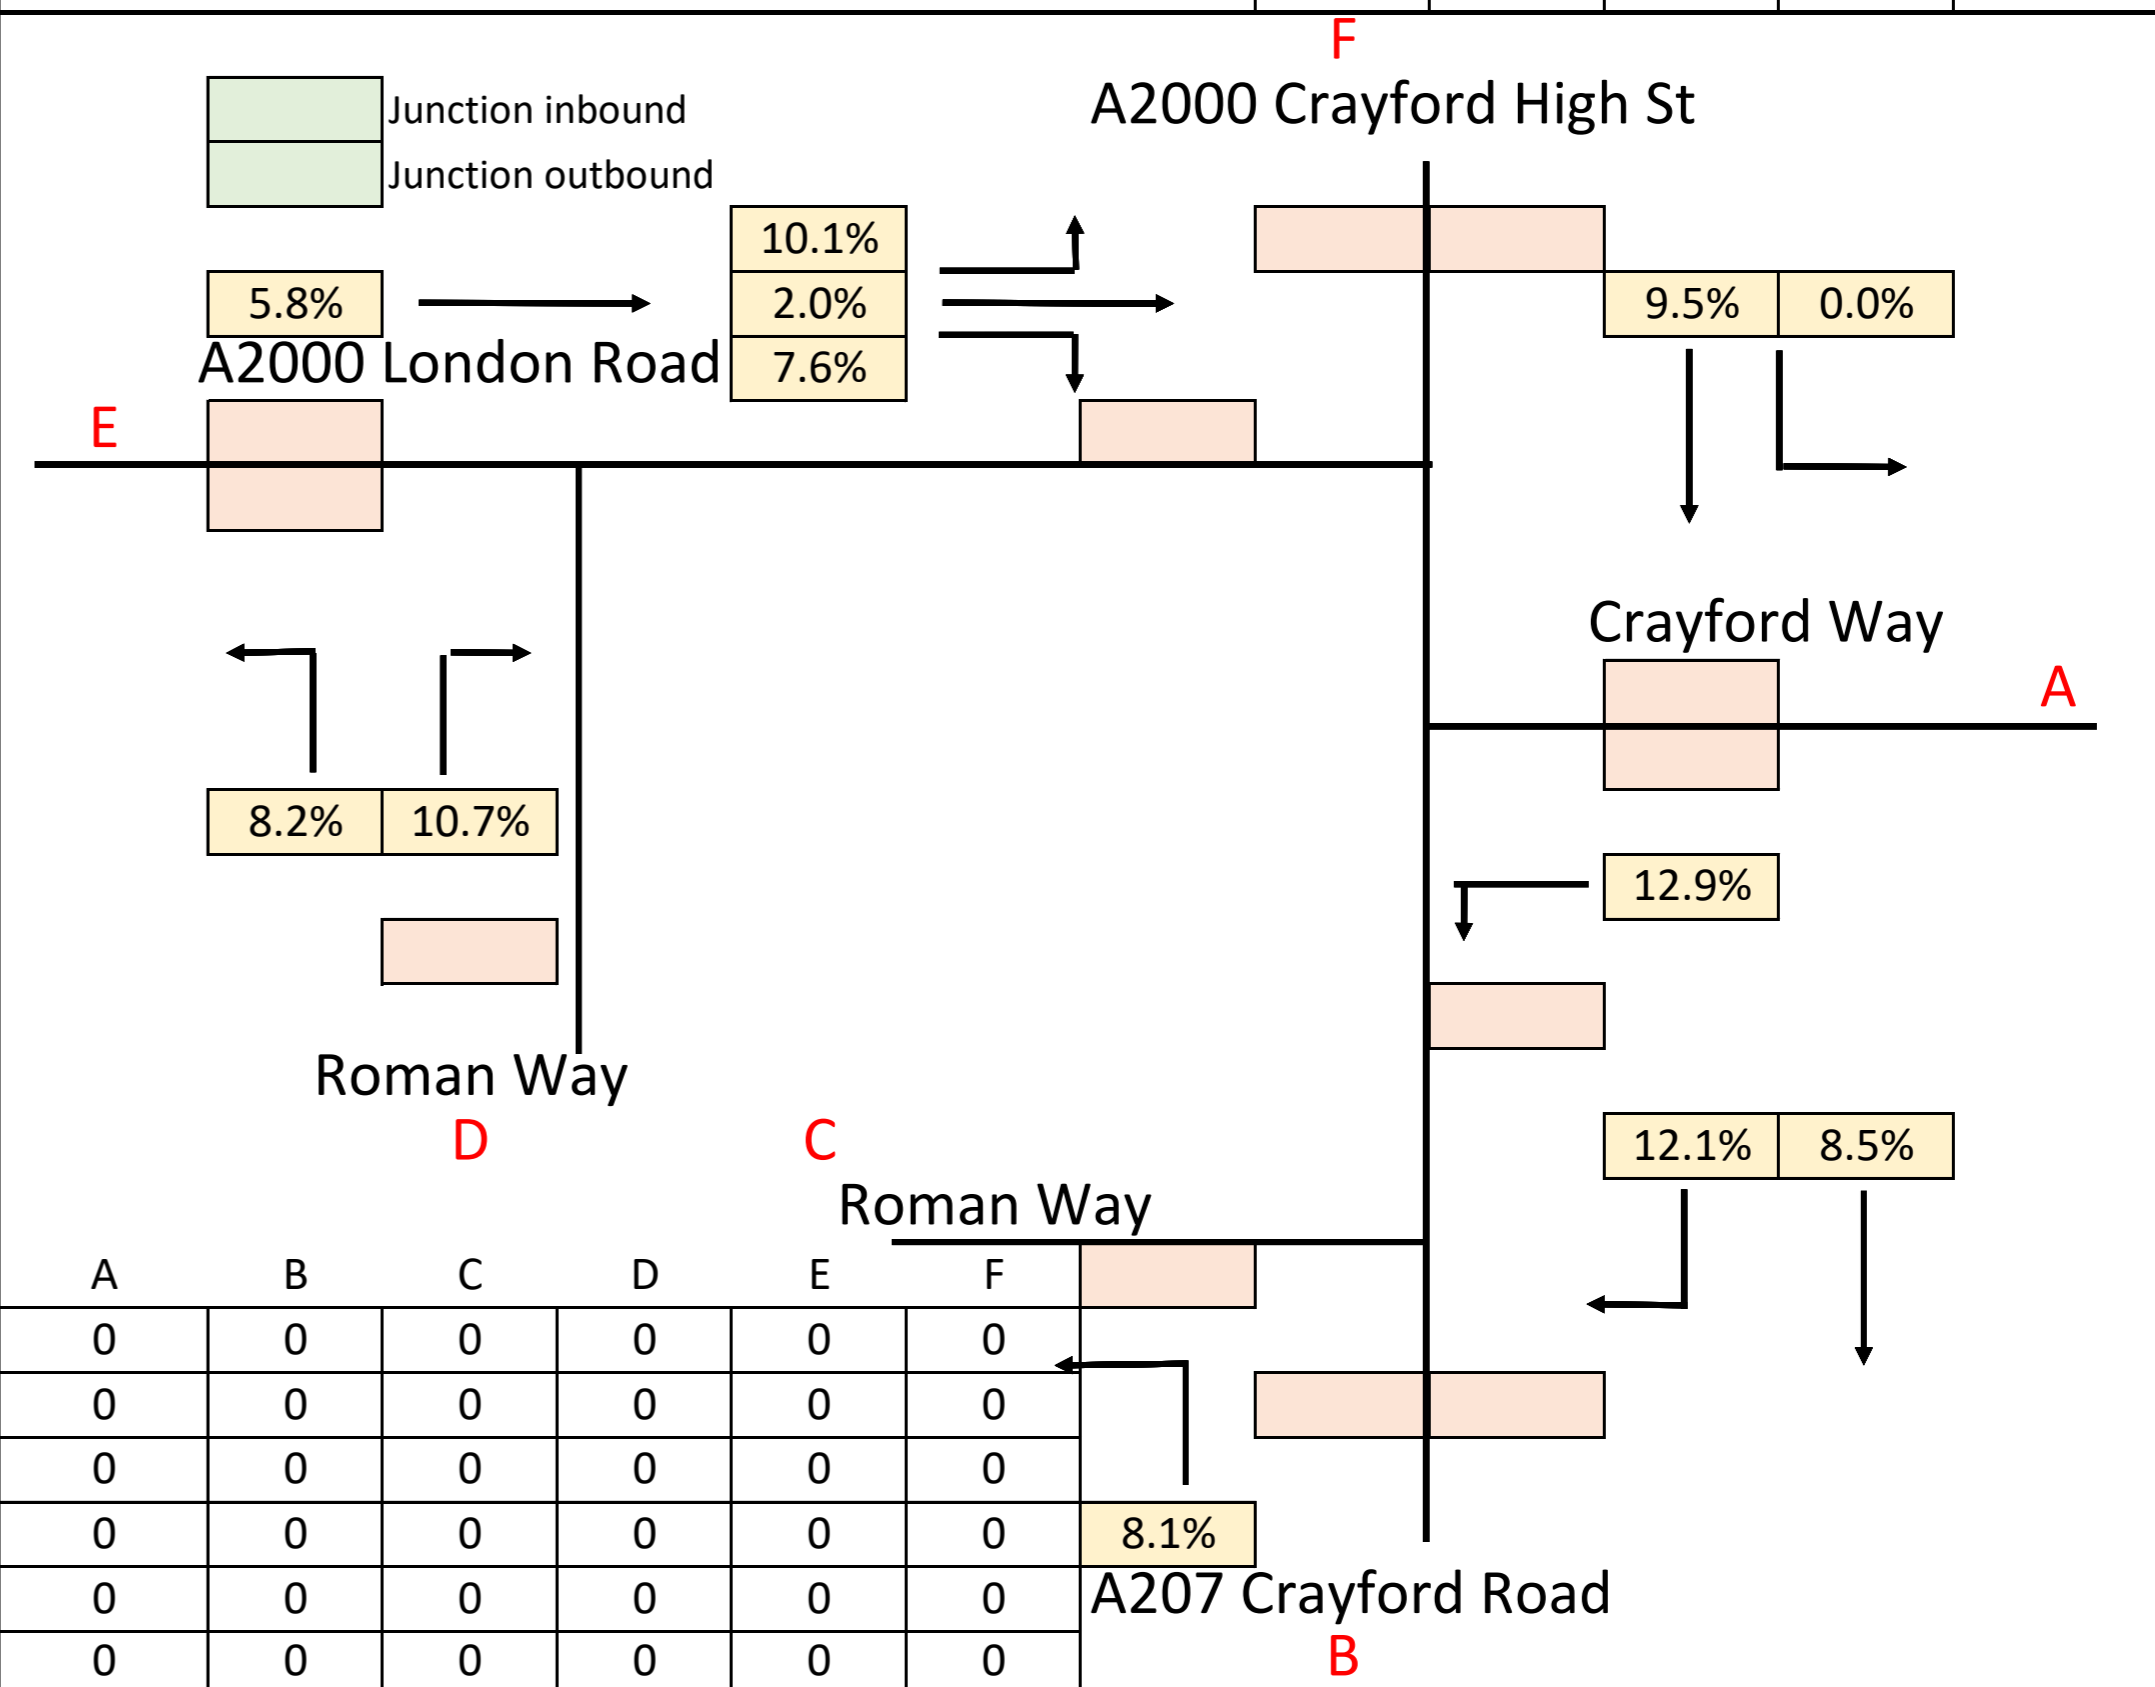 F
A2000 Crayford High St
Junction inbound
Junction outbound
10.1%
5.8%
2.0%
9.5% 0.0%
A2000 London Road
7.6%
E
Crayford Way
A
8.2% 10.7%
12.9%
Roman Way
D
C
12.1% 8.5%
Roman Way
A B C D E F
0 0 0 0 0 0
0 0 0 0 0 0
0 0 0 0 0 0
0 0 0 0 0 0
8.1%
0 0 0 0 0 0
A207 Crayford Road
0 0 0 0 0 0
B